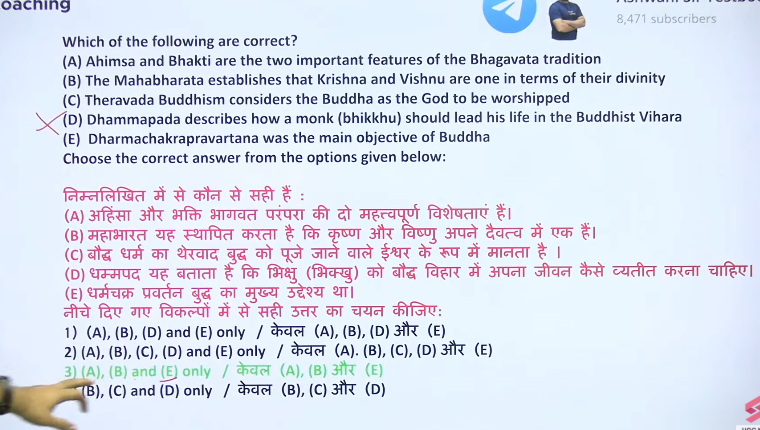 oaching
8,471 subscribers
Which of the following are correct?
(A) Ahimsa and Bhakti are the two important features of the Bhagavata tradition
(B) The Mahabharata establishes that Krishna and Vishnu are one in terms of their divinity
(C) Theravada Buddhism considers the Buddha as the God to be worshipped
(D) Dhammapada describes how a monk (bhikkhu) should lead his life in the Buddhist Vihara
(E) Dharmachakrapravartana was the main objective of Buddha
Choose the correct answer from the options given below:
निम्नलिखित में से कौन से सही हैं :
(A) अहिंसा और भक्ति भागवत परंपरा की दो महत्त्वपूर्ण विशेषताएं हैं।
(B) महाभारत यह स्थापित करता है कि कृष्ण और विष्णु अपने दैवत्व में एक हैं।
(C) बौद्ध धर्म का थेरवाद बुद्ध को पूजे जाने वाले ईश्वर के रूप में मानता है ।
(D) धम्मपद यह बताता है कि भिक्षु (भिक्खु) को बौद्ध विहार में अपना जीवन कैसे व्यतीत करना चाहिए।
(E) धर्मचक्र प्रवर्तन बुद्ध का मुख्य उद्देश्य था।
नीचे दिए गए विकल्पों में से सही उत्तर का चयन कीजिए:
1) (A), (B), (D) and (E) only / केवल (A), (B), (D) और (E)
2) (A), (B), (C), (D) and (E) only / केवल (A). (B), (C), (D) और (E)
3) (A), (B) and (E) only / केवल (A), (B) और (E)
(B), (C) and (D) only / केवल (B), (C) और (D)